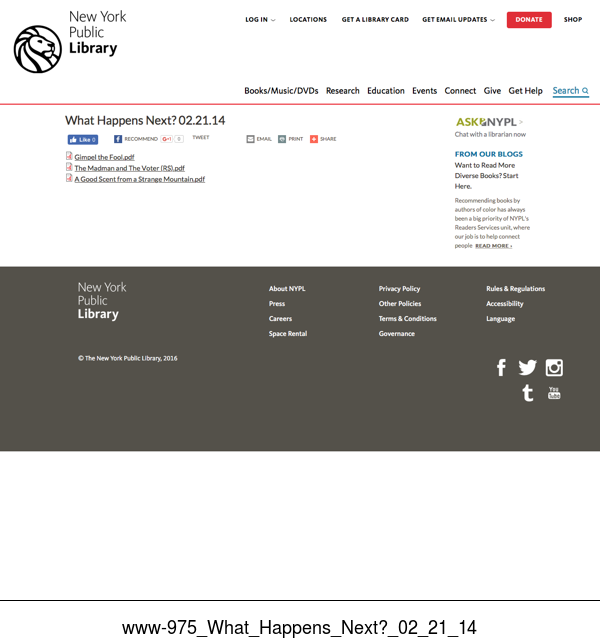 New York
Public
Library
LOG IN
LOCATIONS
GET A LIBRARY CARD
GET EMAIL UPDATES
DONATE
SHOP
Books/Music/DVDs
Research
Education
Events
Connect
Give
Get Help
Search
What Happens Next? 02.21.14
Like 0
RECOMMEND
G+1 0
TWEET
EMAIL
PRINT
SHARE
Gimpel the Fool.pdf
The Madman and The Voter (RS).pdf
A Good Scent from a Strange Mountain.pdf
ASK NYPL >
Chat with a librarian now
FROM OUR BLOGS
Want to Read More
Diverse Books? Start
Here.
Recommending books by
authors of color has always
been a big priority of NYPL's
Readers Services unit, where
our job is to help connect
people READ MORE ›
New York
Public
Library
About NYPL
Press
Careers
Space Rental
Privacy Policy
Other Policies
Terms & Conditions
Governance
Rules & Regulations
Accessibility
Language
© The New York Public Library, 2016
You
Tube
www-975_What_Happens_Next?_02_21_14